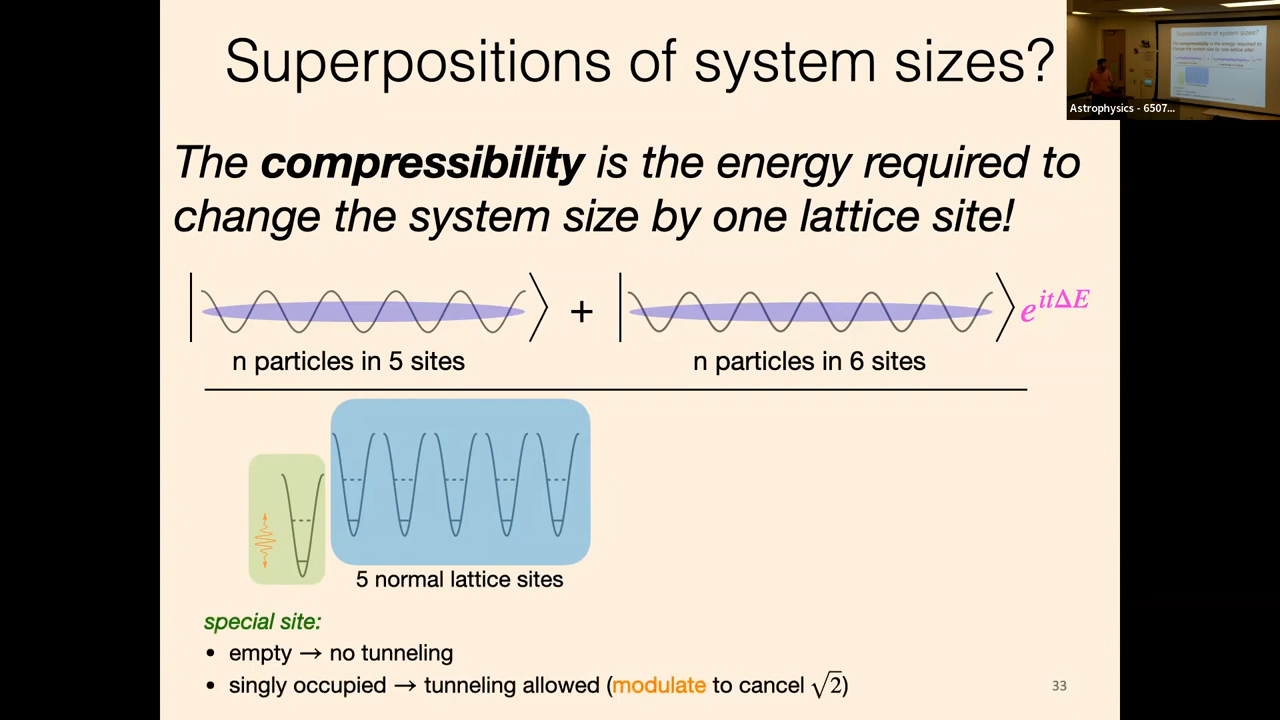 Superpositions of system sizes?
The compressibility is the energy required to
change the system size by one lattice site!
+
e^{itΔE}
n particles in 5 sites
n particles in 6 sites
5 normal lattice sites
special site:
• empty → no tunneling
• singly occupied → tunneling allowed (modulate to cancel √2)
33
Astrophysics - 6507...